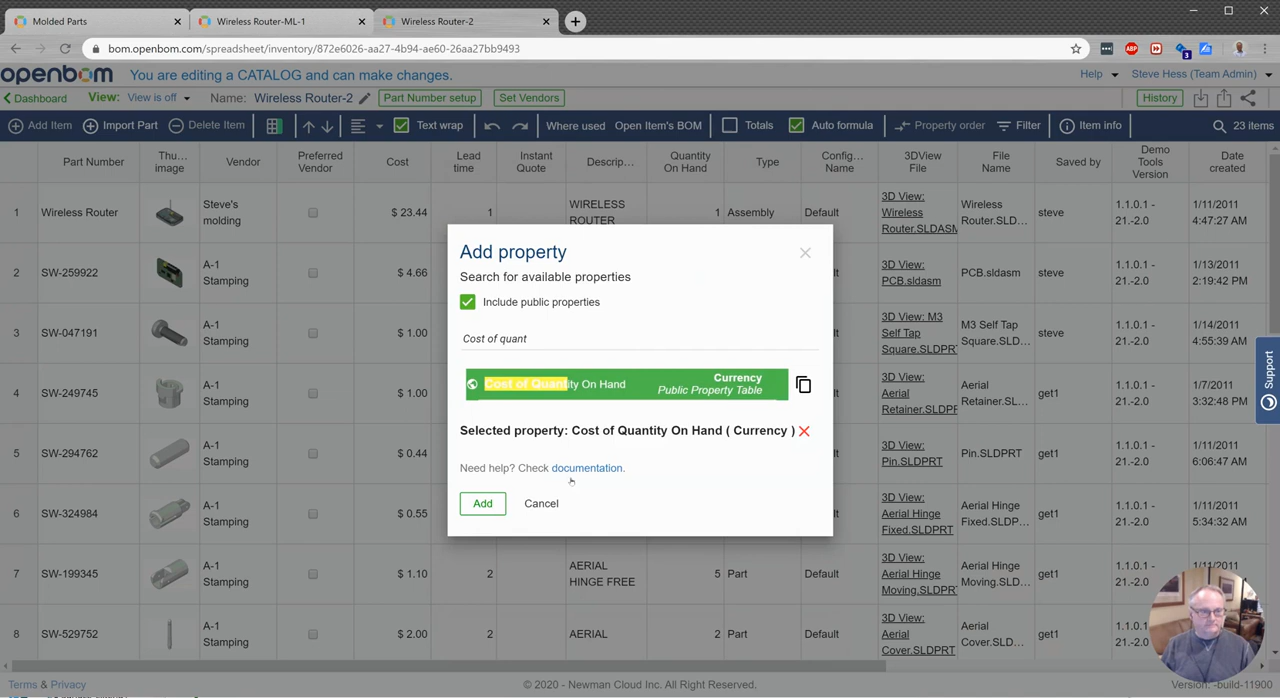 Molded Parts
Wireless Router-ML-1
Wireless Router-2
bom.openbom.com/spreadsheet/inventory/872e6026-aa27-4b94-ae60-26aa27bb9493
ABP
3
openbom
You are editing a CATALOG and can make changes.
Help
Steve Hess (Team Admin)
Dashboard
View:
View is off
Name:
Wireless Router-2
Part Number setup
Set Vendors
History
Add Item
Import Part
Delete Item
Text wrap
Where used
Open Item's BOM
Totals
Auto formula
Property order
Filter
Item info
23 items
Part Number
Thu...
image
Vendor
Preferred
Vendor
Cost
Lead
time
Instant
Quote
Descrip...
Quantity
On Hand
Type
Config...
Name
3DView
File
File
Name
Saved by
Demo
Tools
Version
Date
created
1
Wireless Router
Steve's
molding
$ 23.44
1
WIRELESS
ROUTER
1
Assembly
Default
3D View:
Wireless
Router.SLDASM
Wireless
Router.SLD...
steve
1.1.0.1 -
21.-2.0
1/11/2011
4:47:27 AM
2
SW-259922
A-1
Stamping
$ 4.66
3D View:
PCB.sldasm
PCB.sldasm
steve
1.1.0.1 -
21.-2.0
1/13/2011
2:19:42 PM
3
SW-047191
A-1
Stamping
$ 1.00
3D View: M3
Self Tap
Square.SLDPRT
M3 Self Tap
Square.SLD...
steve
1.1.0.1 -
21.-2.0
1/14/2011
4:55:39 AM
4
SW-249745
A-1
Stamping
$ 1.00
3D View:
Aerial
Retainer.SLDPRT
Aerial
Retainer.SL...
get1
1.1.0.1 -
21.-2.0
1/7/2011
3:32:48 PM
5
SW-294762
A-1
Stamping
$ 0.44
3D View:
Pin.SLDPRT
Pin.SLDPRT
get1
1.1.0.1 -
21.-2.0
1/11/2011
6:06:47 AM
6
SW-324984
A-1
Stamping
$ 0.55
3D View:
Aerial Hinge
Fixed.SLDPRT
Aerial Hinge
Fixed.SLD...
get1
1.1.0.1 -
21.-2.0
1/11/2011
5:34:32 AM
7
SW-199345
A-1
Stamping
$ 1.10
2
AERIAL
HINGE FREE
5
Part
Default
3D View:
Aerial Hinge
Moving.SLDPRT
Aerial Hinge
Moving.SLD...
get1
1.1.0.1 -
21.-2.0
1/11/2011
8
SW-529752
A-1
Stamping
$ 2.00
2
AERIAL
2
Part
Default
3D View:
Aerial
Cover.SLDPRT
Aerial
Cover.SLD...
get1
1.1.0.1 -
21.-2.0
Add property
Search for available properties
Include public properties
Cost of quant
Cost of Quantity On Hand
Currency
Public Property Table
Selected property: Cost of Quantity On Hand ( Currency )
Need help? Check documentation.
Add
Cancel
Support
Terms & Privacy
© 2020 - Newman Cloud Inc. All Right Reserved.
Version: -build-11900